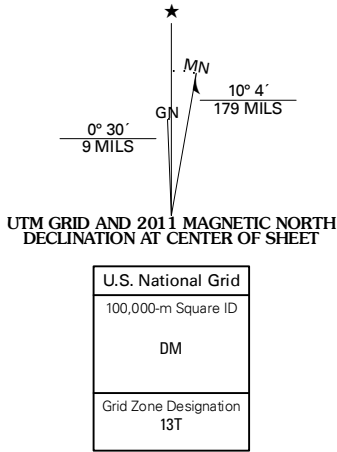 ★
MN
GN
10° 4´
179 MILS
0° 30´
9 MILS
UTM GRID AND 2011 MAGNETIC NORTH
DECLINATION AT CENTER OF SHEET
U.S. National Grid
100,000-m Square ID
DM
Grid Zone Designation
13T